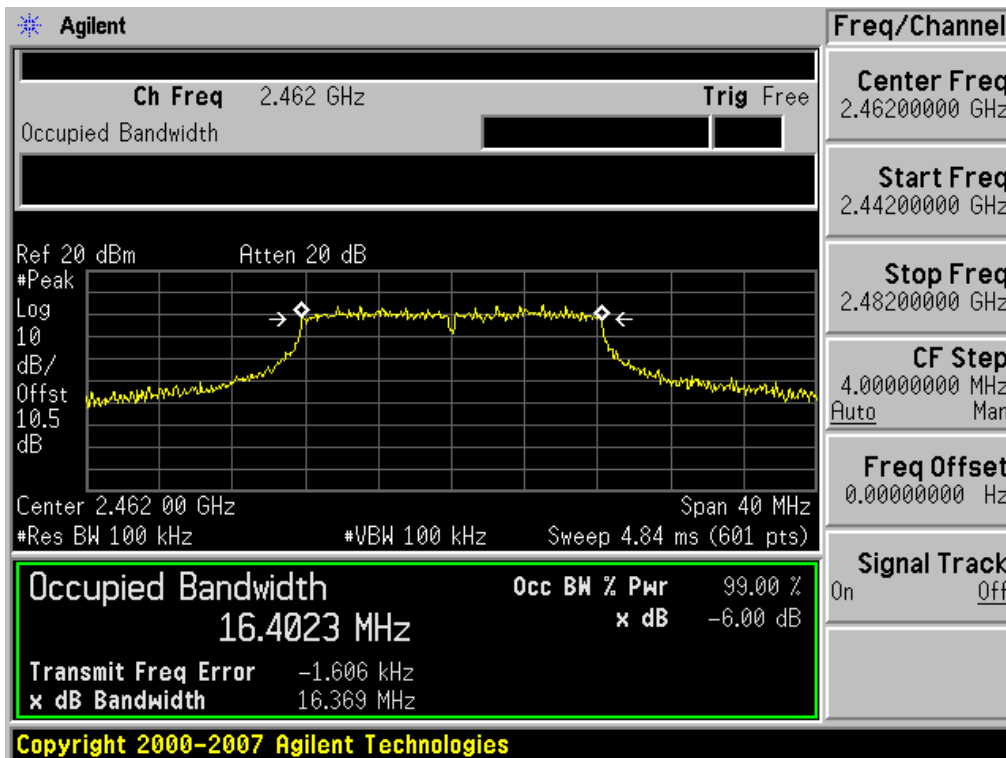 Agilent
Freq/Channel
Ch Freq 2.462 GHz Trig Free
Occupied Bandwidth
Center Freq
2.46200000 GHz
Start Freq
2.44200000 GHz
Stop Freq
2.48200000 GHz
CF Step
4.00000000 MHz
Auto Man
Freq Offset
0.00000000 Hz
Signal Track
On Off
Ref 20 dBm Atten 20 dB
#Peak
Log
10
dB/
Offst
10.5
dB
Center 2.462 00 GHz Span 40 MHz
#Res BW 100 kHz #VBW 100 kHz Sweep 4.84 ms (601 pts)
Occupied Bandwidth
16.4023 MHz
Occ BW % Pwr 99.00 %
x dB -6.00 dB
Transmit Freq Error -1.606 kHz
x dB Bandwidth 16.369 MHz
Copyright 2000-2007 Agilent Technologies